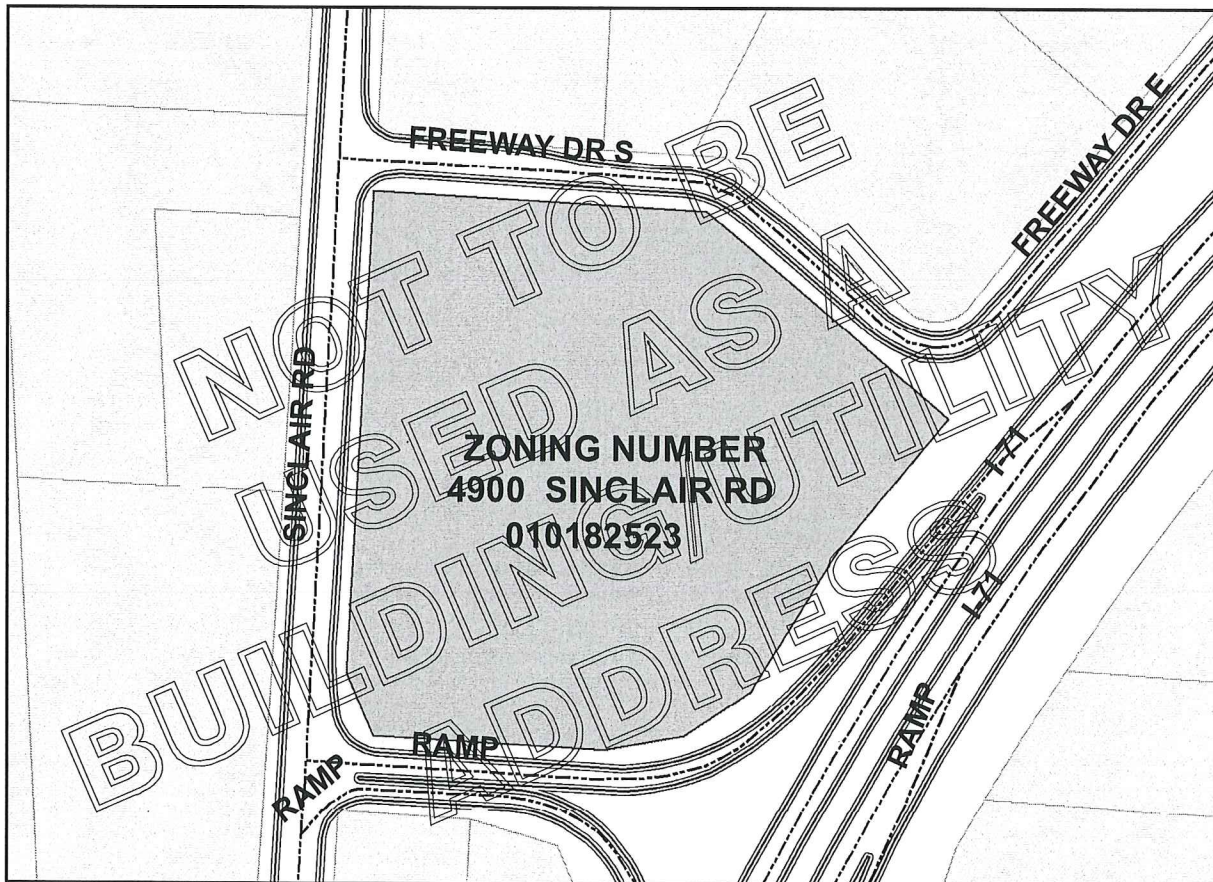 FREEWAY DR S
FREEWAY DR E
SINCLAIR RD
ZONING NUMBER
4900 SINCLAIR RD
010182523
I-71
I-71
RAMP
RAMP
RAMP
NOT TO BE
USED AS A
BUILDING/UTILITY
ADDRESS